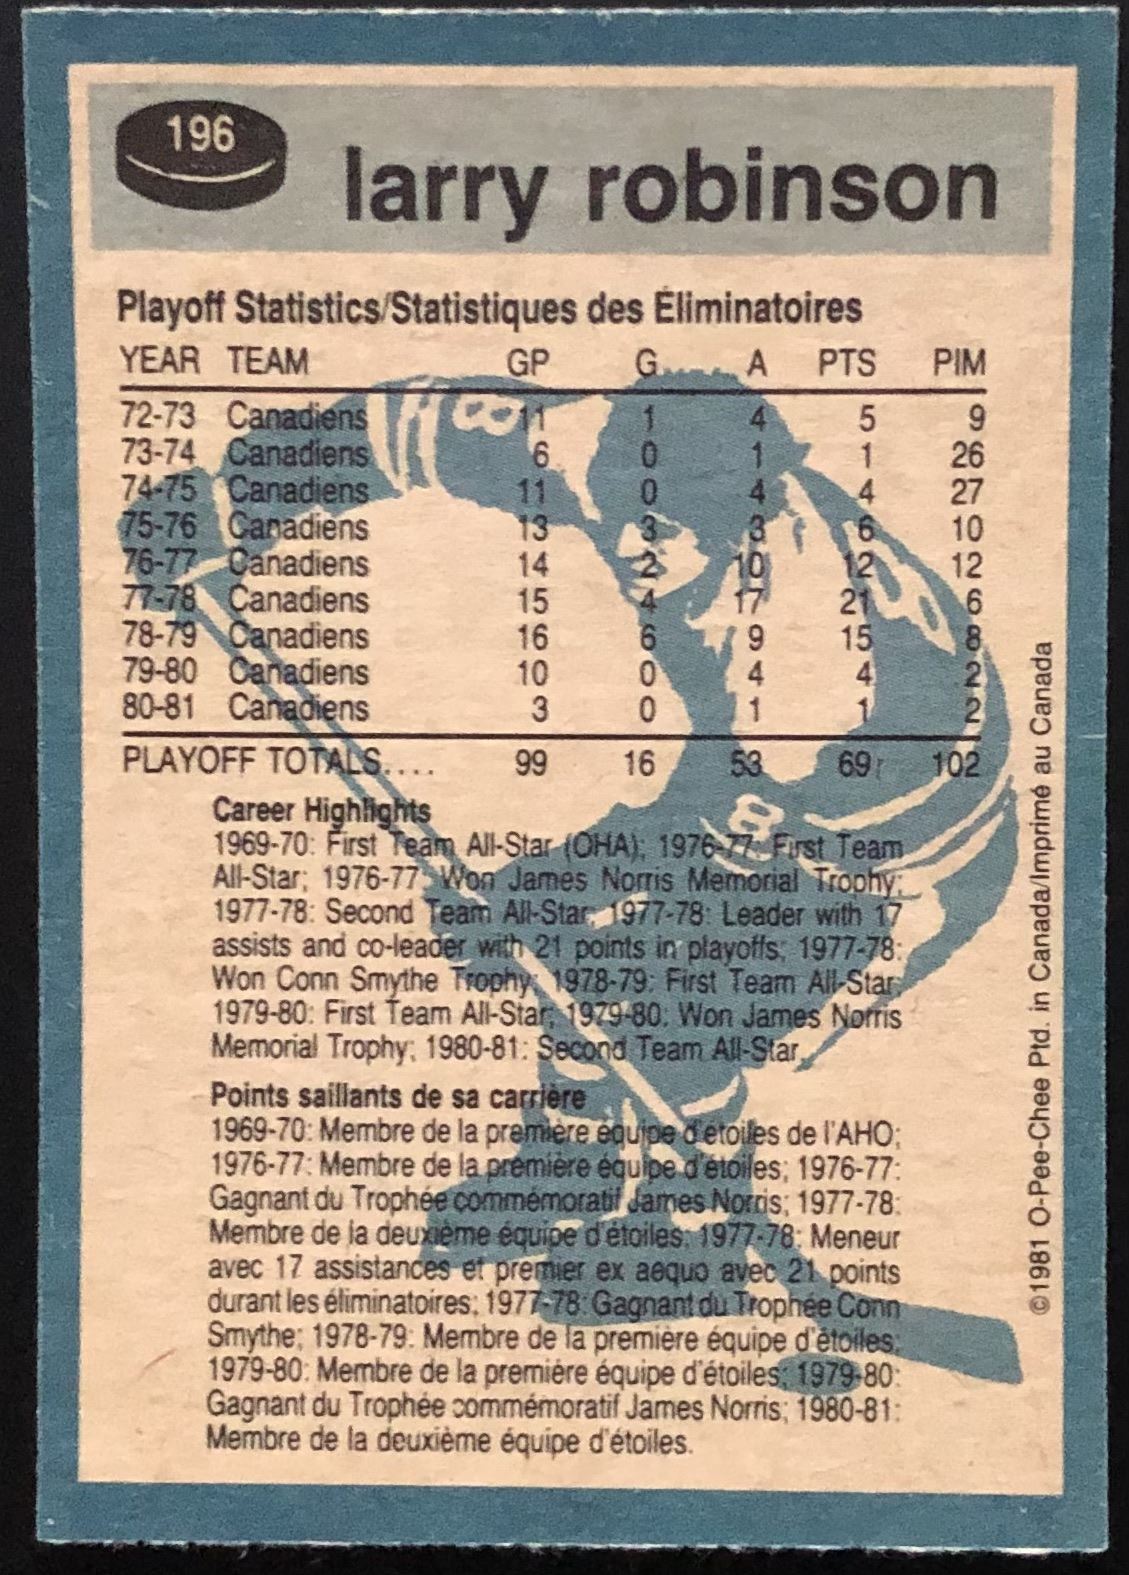 196
larry robinson
Playoff Statistics/Statistiques des Éliminatoires
YEAR TEAM GP G A PTS PIM
72-73 Canadiens 11 1 4 5 9
73-74 Canadiens 6 0 1 1 26
74-75 Canadiens 11 0 4 4 27
75-76 Canadiens 13 3 3 6 10
76-77 Canadiens 14 2 10 12 12
77-78 Canadiens 15 4 17 21 6
78-79 Canadiens 16 6 9 15 8
79-80 Canadiens 10 0 4 4 2
80-81 Canadiens 3 0 1 1 2
PLAYOFF TOTALS.... 99 16 53 69 102
Career Highlights
1969-70: First Team All-Star (OHA); 1976-77: First Team
All-Star; 1976-77: Won James Norris Memorial Trophy;
1977-78: Second Team All-Star; 1977-78: Leader with 17
assists and co-leader with 21 points in playoffs; 1977-78:
Won Conn Smythe Trophy; 1978-79: First Team All-Star;
1979-80: First Team All-Star; 1979-80: Won James Norris
Memorial Trophy; 1980-81: Second Team All-Star.
Points saillants de sa carrière
1969-70: Membre de la première équipe d'étoiles de l'AHO;
1976-77: Membre de la première équipe d'étoiles; 1976-77:
Gagnant du Trophée commémoratif James Norris; 1977-78:
Membre de la deuxième équipe d'étoiles; 1977-78: Meneur
avec 17 assistances et premier ex aequo avec 21 points
durant les éliminatoires; 1977-78: Gagnant du Trophée Conn
Smythe; 1978-79: Membre de la première équipe d'étoiles;
1979-80: Membre de la première équipe d'étoiles; 1979-80:
Gagnant du Trophée commémoratif James Norris; 1980-81:
Membre de la deuxième équipe d'étoiles.
©1981 O-Pee-Chee Ptd. in Canada/Imprimé au Canada
8
8
8